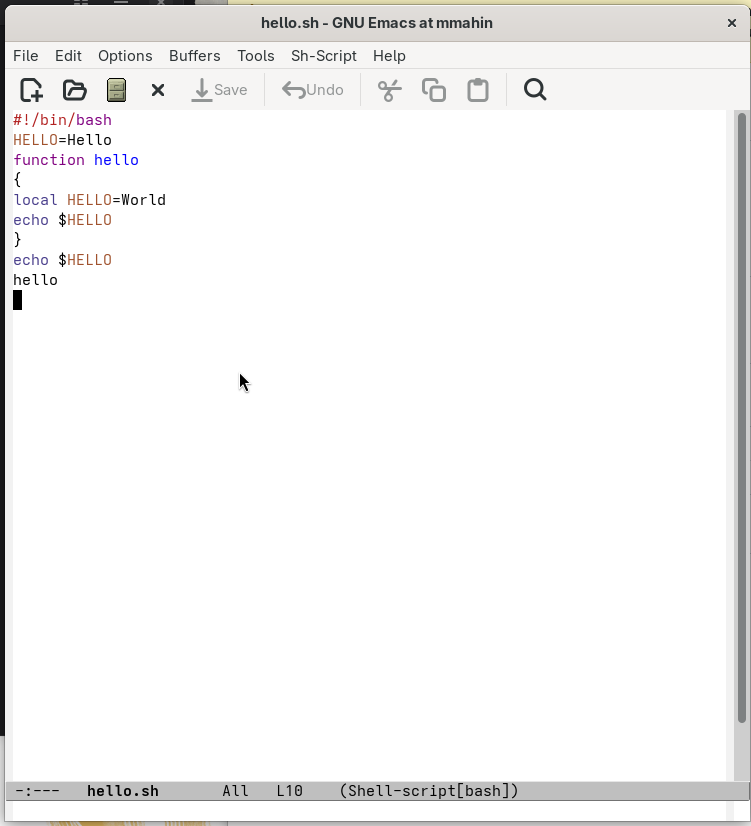 hello.sh - GNU Emacs at mmahin
File Edit Options Buffers Tools Sh-Script Help
Save Undo
#!/bin/bash
HELLO=Hello
function hello
{
local HELLO=World
echo $HELLO
}
echo $HELLO
hello
-:--- hello.sh All L10 (Shell-script[bash])